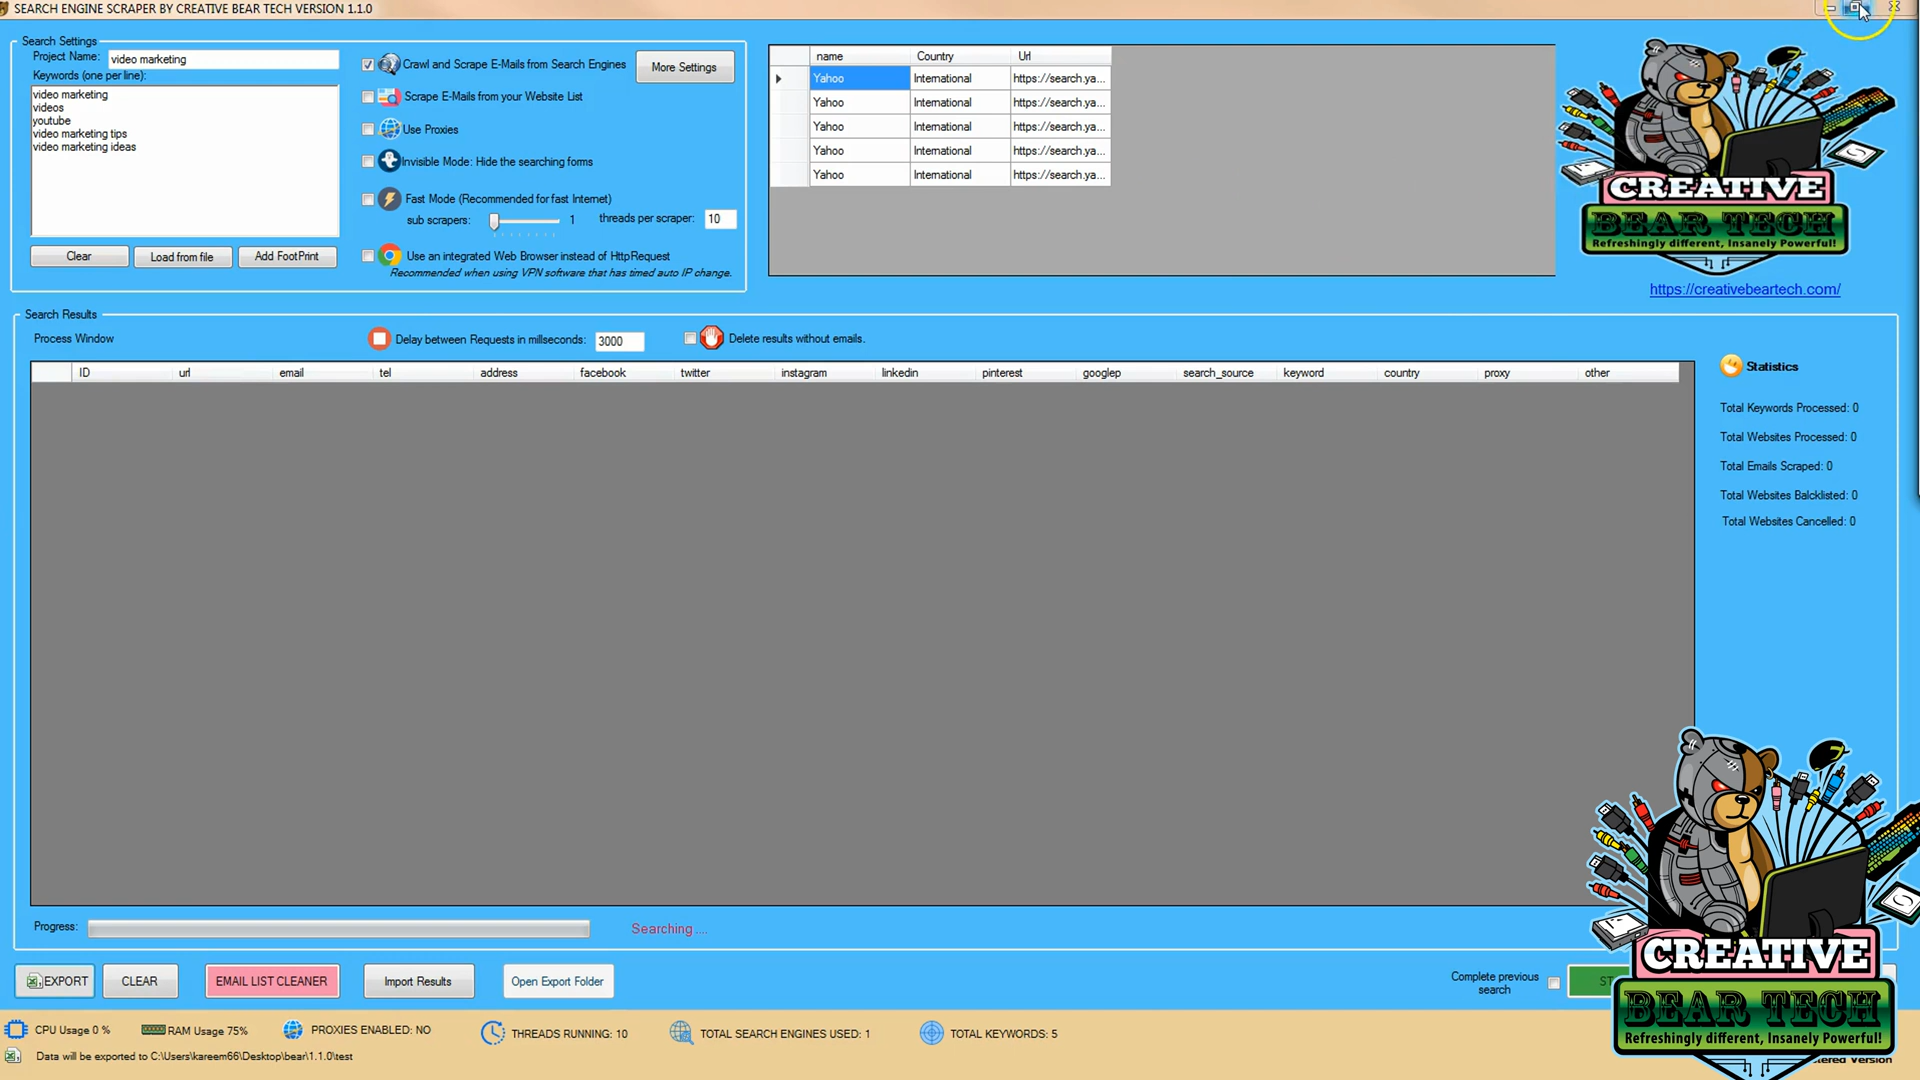 SEARCH ENGINE SCRAPER BY CREATIVE BEAR TECH VERSION 1.1.0
Search Settings
Project Name: video marketing
Keywords (one per line):
video marketing
videos
youtube
video marketing tips
video marketing ideas
Clear Load from file Add FootPrint
Crawl and Scrape E-Mails from Search Engines More Settings
Scrape E-Mails from your Website List
Use Proxies
Invisible Mode: Hide the searching forms
Fast Mode (Recommended for fast Internet)
sub scrapers: 1 threads per scraper: 10
Use an integrated Web Browser instead of HttpRequest
Recommended when using VPN software that has timed auto IP change.
name Country Url
Yahoo International https://search.ya...
Yahoo International https://search.ya...
Yahoo International https://search.ya...
Yahoo International https://search.ya...
Yahoo International https://search.ya...
CREATIVE
BEAR TECH
Refreshingly different, Insanely Powerful!
https://creativebeartech.com/
Search Results
Process Window Delay between Requests in millseconds: 3000 Delete results without emails.
ID url email tel address facebook twitter instagram linkedin pinterest googlep search_source keyword country proxy other
Statistics
Total Keywords Processed: 0
Total Websites Processed: 0
Total Emails Scraped: 0
Total Websites Balcklisted: 0
Total Websites Cancelled: 0
Progress: Searching ....
EXPORT CLEAR EMAIL LIST CLEANER Import Results Open Export Folder
Complete previous
search
ST
CREATIVE
BEAR TECH
Refreshingly different, Insanely Powerful!
CPU Usage 0 % RAM Usage 75% PROXIES ENABLED: NO THREADS RUNNING: 10 TOTAL SEARCH ENGINES USED: 1 TOTAL KEYWORDS: 5
Data will be exported to C:\Users\kareem66\Desktop\bear\1.1.0\test
tered Version